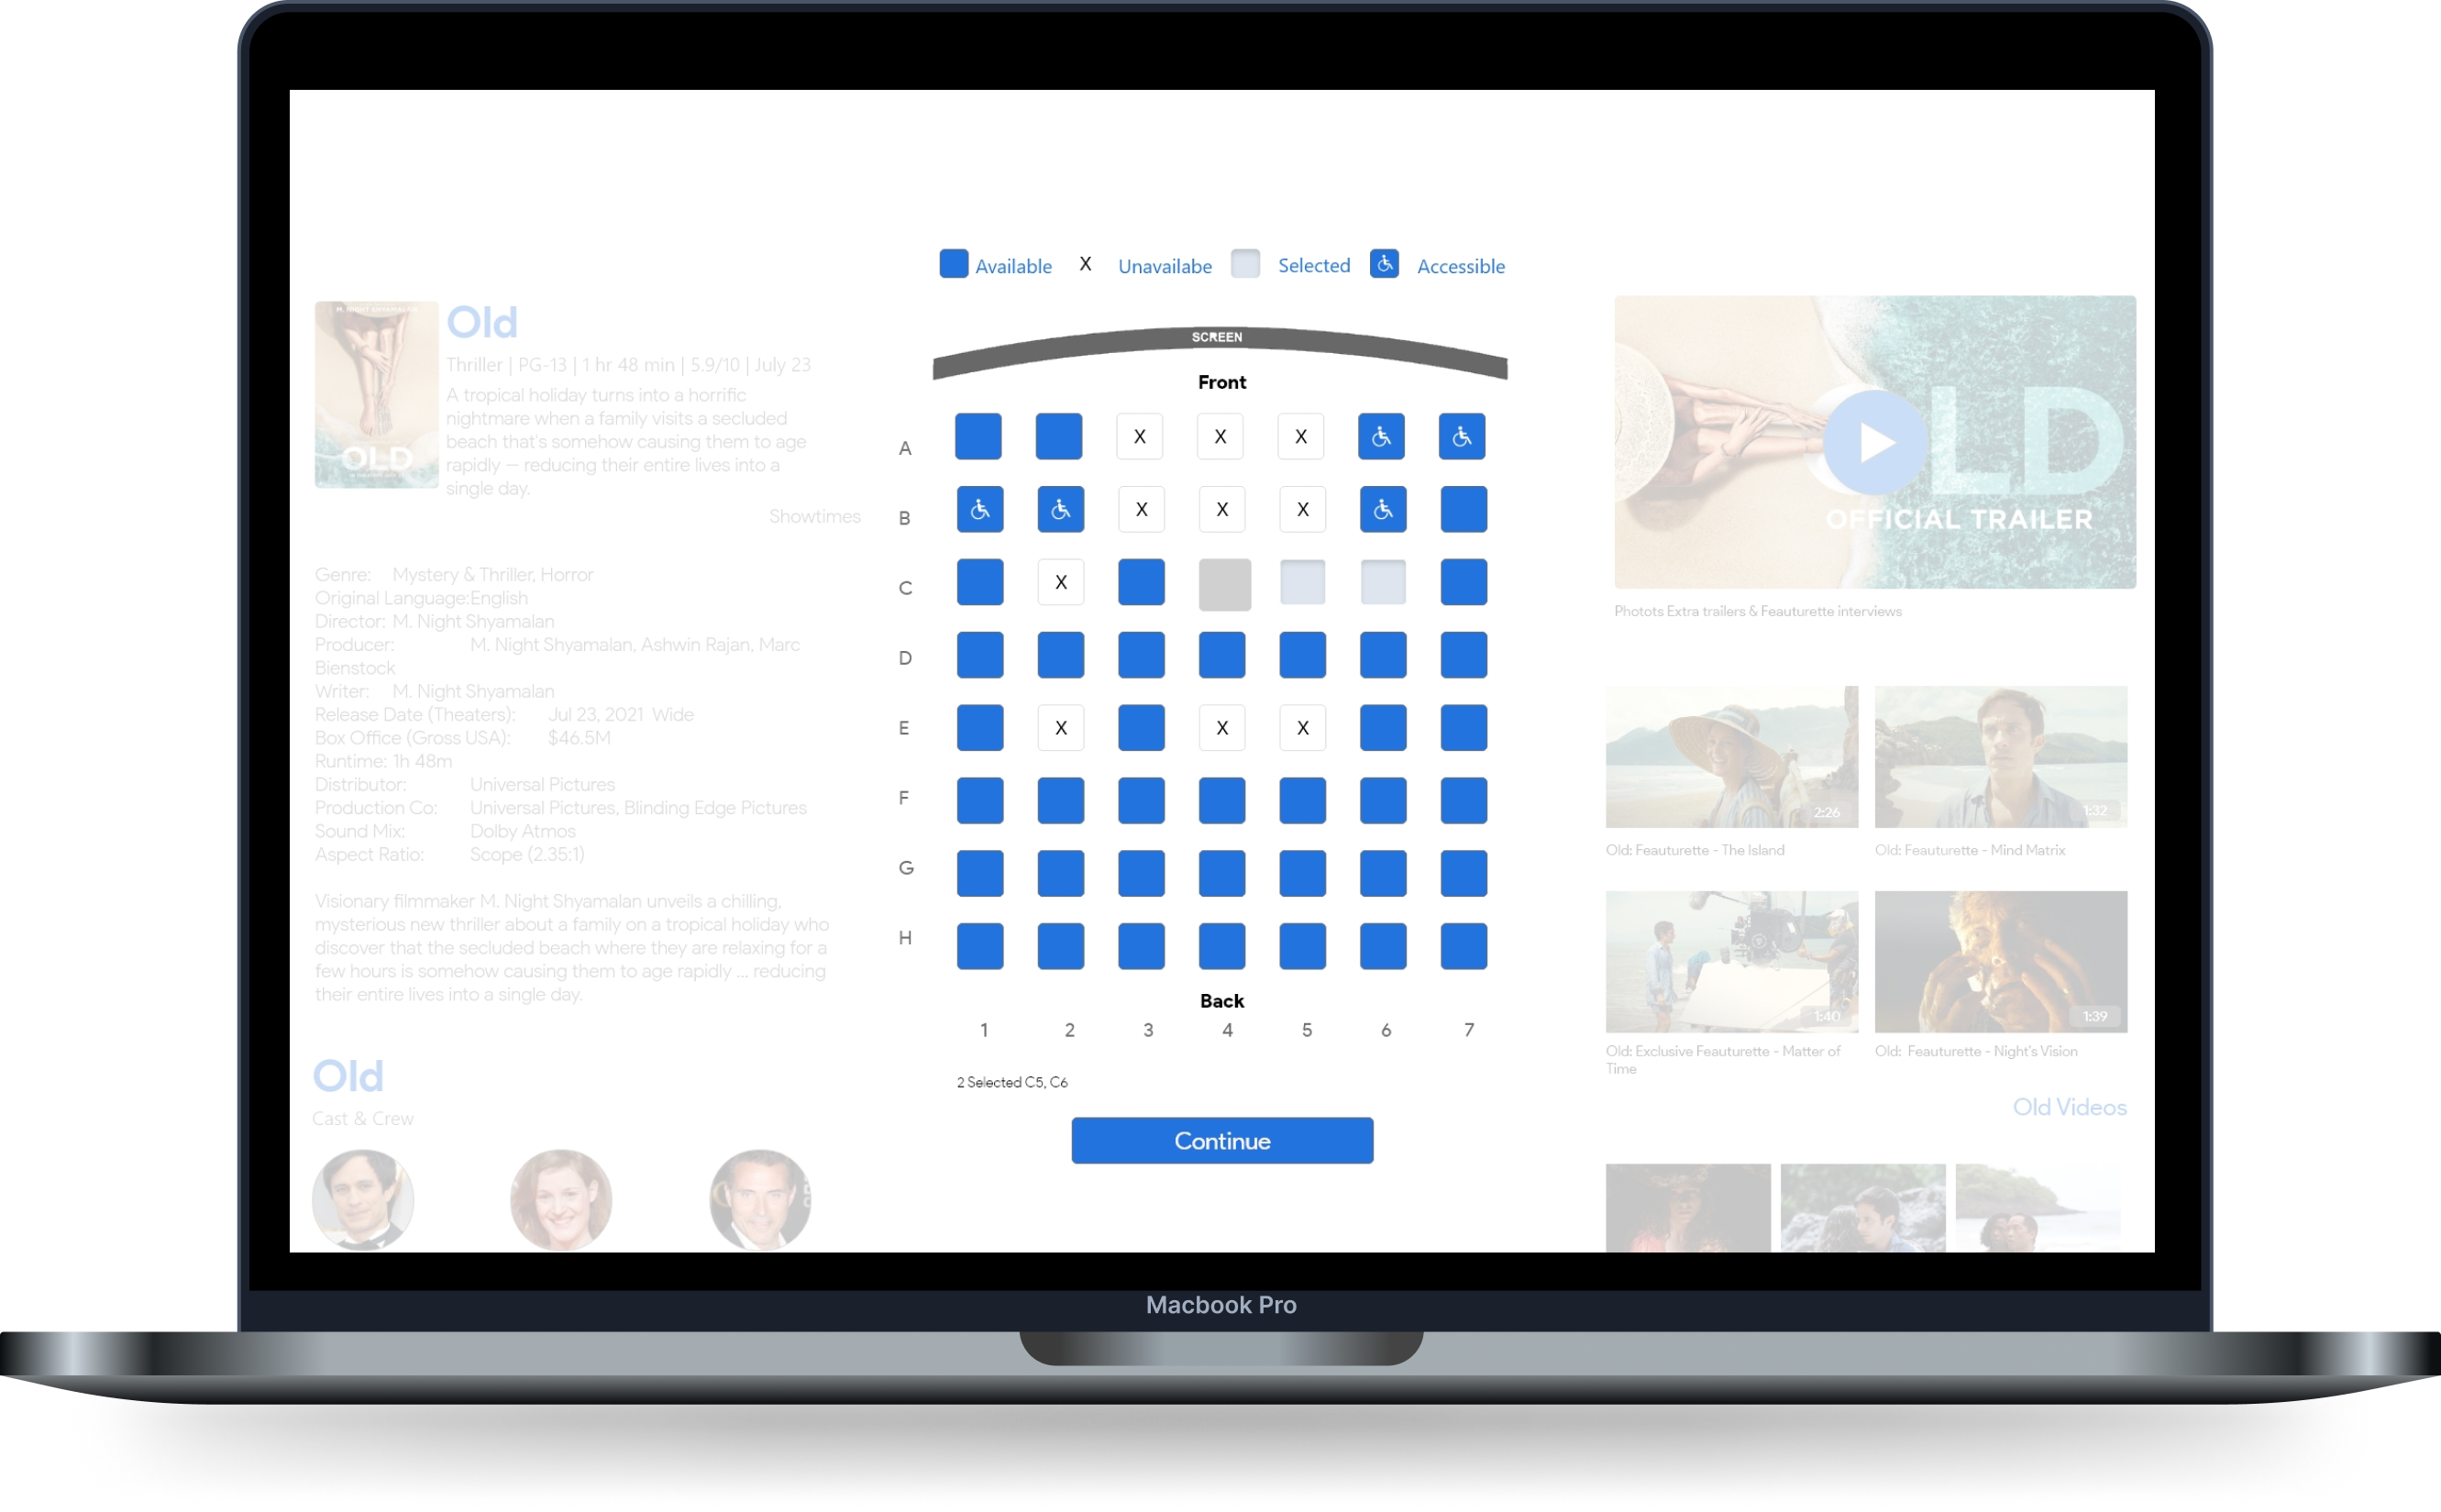 Available X Unavailabe Selected Accessible
SCREEN
Front
A X X X
B X X X
C X
D
E X X X
F
G
H
Back
1 2 3 4 5 6 7
2 Selected C5, C6
Continue
M. NIGHT SHYAMALAN
OLD
Old
Thriller | PG-13 | 1 hr 48 min | 5.9/10 | July 23
A tropical holiday turns into a horrific
nightmare when a family visits a secluded
beach that's somehow causing them to age
rapidly — reducing their entire lives into a
single day.
Showtimes
Genre: Mystery & Thriller, Horror
Original Language:English
Director: M. Night Shyamalan
Producer: M. Night Shyamalan, Ashwin Rajan, Marc
Bienstock
Writer: M. Night Shyamalan
Release Date (Theaters): Jul 23, 2021 Wide
Box Office (Gross USA): $46.5M
Runtime: 1h 48m
Distributor: Universal Pictures
Production Co: Universal Pictures, Blinding Edge Pictures
Sound Mix: Dolby Atmos
Aspect Ratio: Scope (2.35:1)
Visionary filmmaker M. Night Shyamalan unveils a chilling,
mysterious new thriller about a family on a tropical holiday who
discover that the secluded beach where they are relaxing for a
few hours is somehow causing them to age rapidly ... reducing
their entire lives into a single day.
Old
Cast & Crew
OLD
OFFICIAL TRAILER
Photots Extra trailers & Feauturette interviews
2:26
1:32
Old: Feauturette - The Island
Old: Feauturette - Mind Matrix
1:40
1:39
Old: Exclusive Feauturette - Matter of
Time
Old: Feauturette - Night's Vision
Old Videos
Macbook Pro